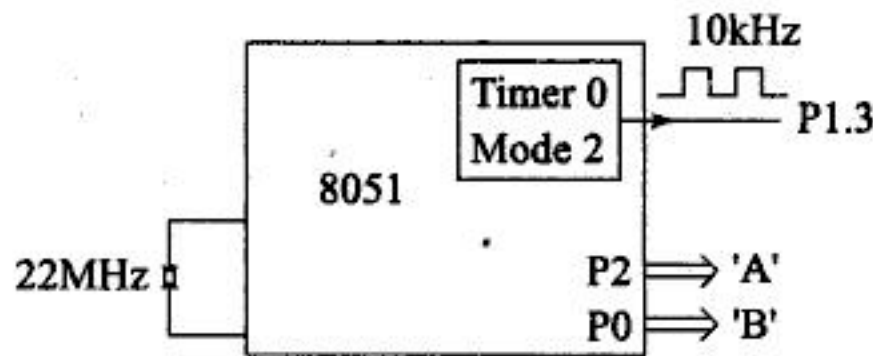 10kHz
Timer 0
Mode 2
P1.3
8051
22MHz
P2
'A'
P0
'B'